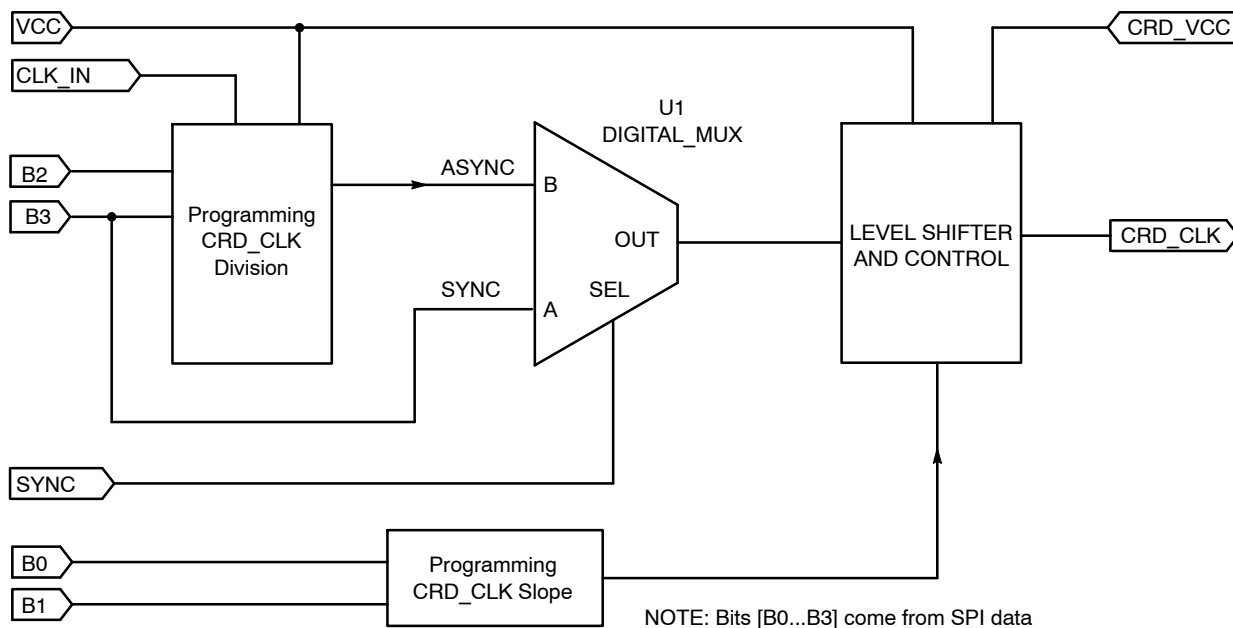 VCC
CRD_VCC
CLK_IN
U1
DIGITAL_MUX
B2
B3
Programming
CRD_CLK
Division
ASYNC
B
OUT
SEL
SYNC
A
LEVEL SHIFTER
AND CONTROL
CRD_CLK
SYNC
B0
B1
Programming
CRD_CLK Slope
NOTE: Bits [B0...B3] come from SPI data